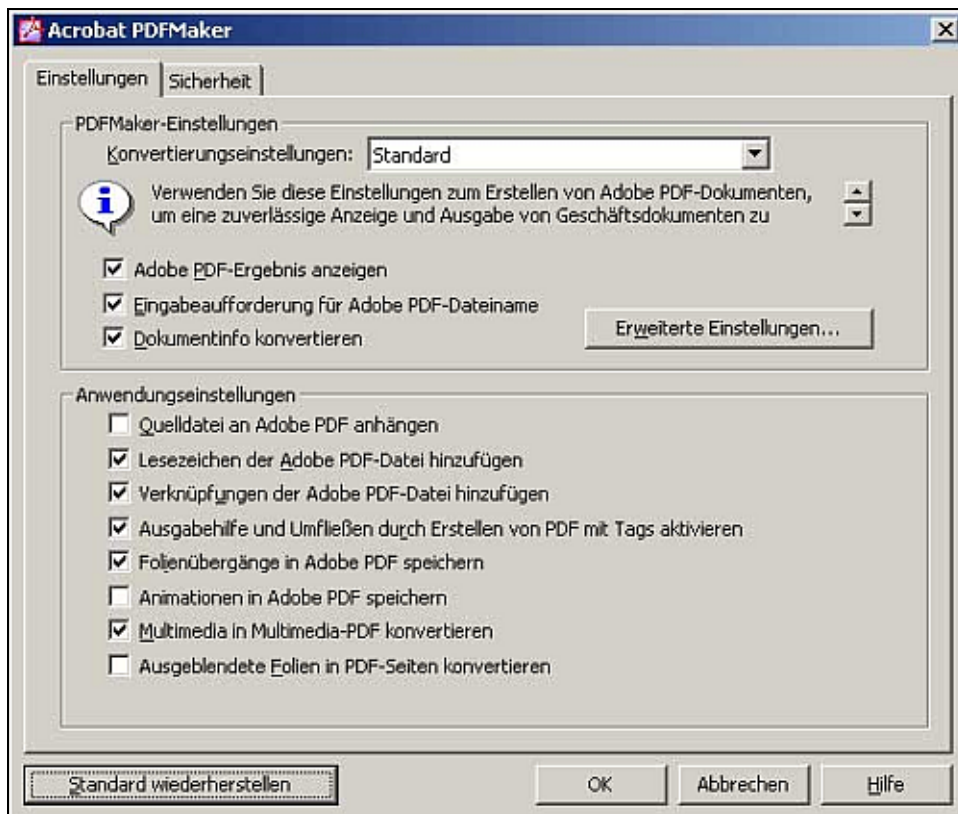 Acrobat PDFMaker
Einstellungen
Sicherheit
PDFMaker-Einstellungen
Konvertierungseinstellungen: Standard
Verwenden Sie diese Einstellungen zum Erstellen von Adobe PDF-Dokumenten,
um eine zuverlässige Anzeige und Ausgabe von Geschäftsdokumenten zu
Adobe PDF-Ergebnis anzeigen
Eingabeaufforderung für Adobe PDF-Dateiname
Dokumentinfo konvertieren
Erweiterte Einstellungen...
Anwendungseinstellungen
Quelldatei an Adobe PDF anhängen
Lesezeichen der Adobe PDF-Datei hinzufügen
Verknüpfungen der Adobe PDF-Datei hinzufügen
Ausgabehilfe und Umfließen durch Erstellen von PDF mit Tags aktivieren
Folienübergänge in Adobe PDF speichern
Animationen in Adobe PDF speichern
Multimedia in Multimedia-PDF konvertieren
Ausgeblendete Folien in PDF-Seiten konvertieren
Standard wiederherstellen
OK
Abbrechen
Hilfe